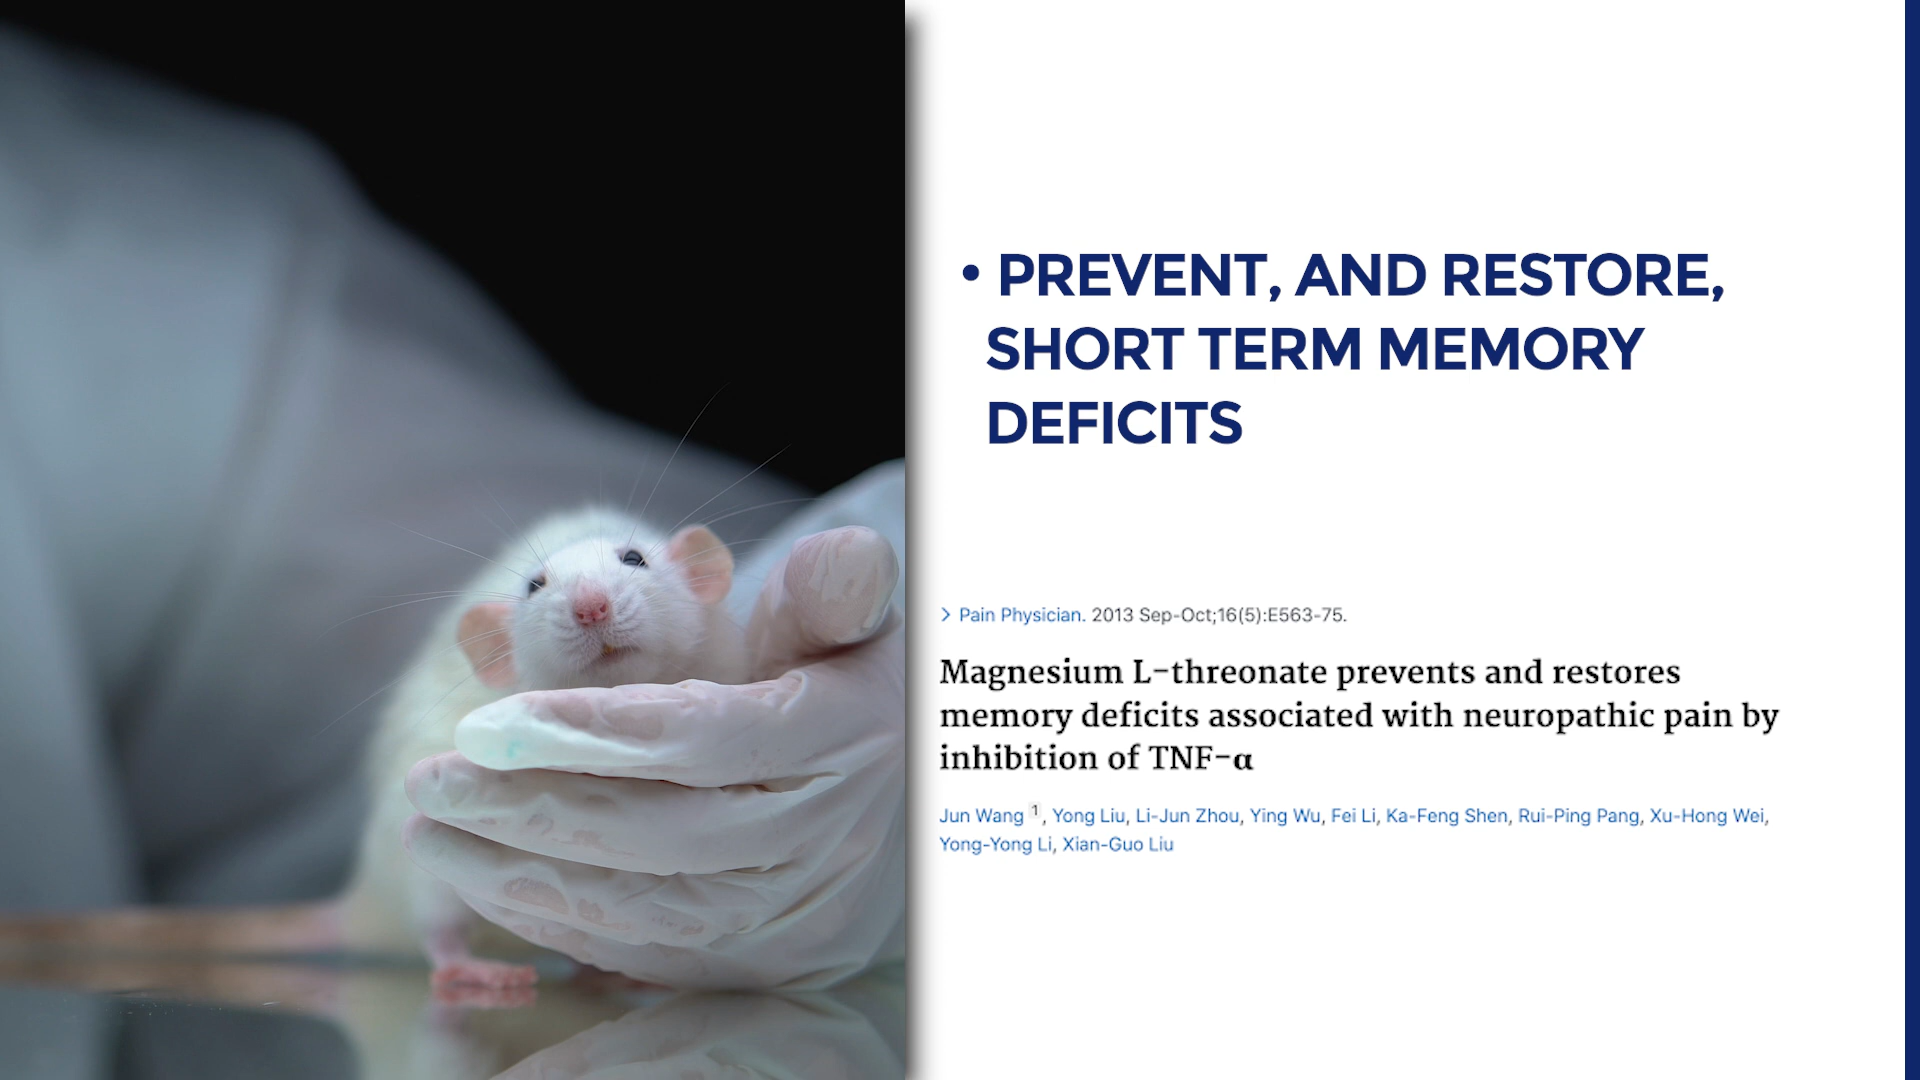 • PREVENT, AND RESTORE,
SHORT TERM MEMORY
DEFICITS
> Pain Physician. 2013 Sep-Oct;16(5):E563-75.
Magnesium L-threonate prevents and restores
memory deficits associated with neuropathic pain by
inhibition of TNF-α
Jun Wang 1, Yong Liu, Li-Jun Zhou, Ying Wu, Fei Li, Ka-Feng Shen, Rui-Ping Pang, Xu-Hong Wei,
Yong-Yong Li, Xian-Guo Liu